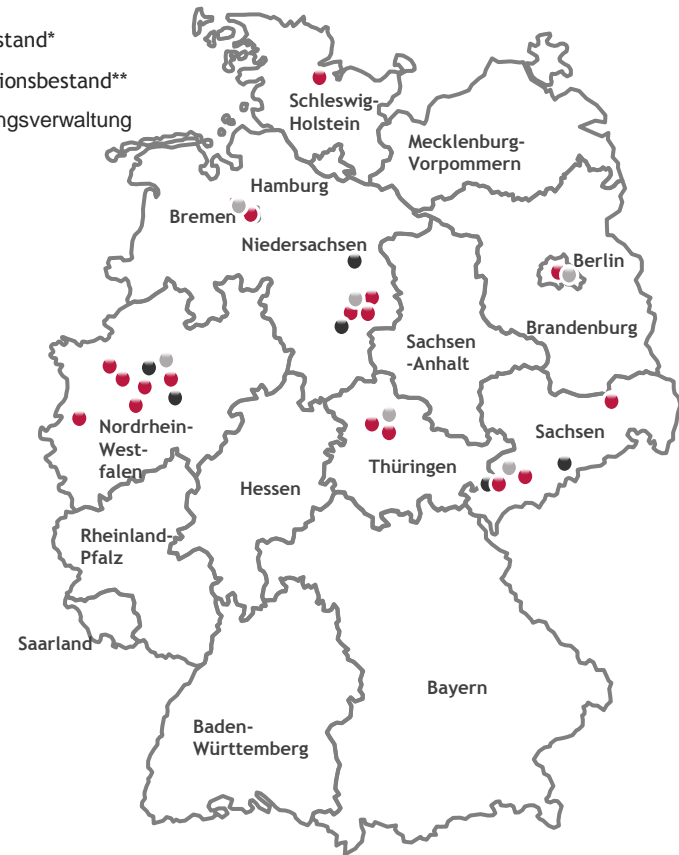 stand*
ionsbestand**
ngsverwaltung
Schleswig-
Holstein
Mecklenburg-
Vorpommern
Hamburg
Bremen
Niedersachsen
Berlin
Brandenburg
Sachsen
-Anhalt
Nordrhein-
West-
falen
Sachsen
Thüringen
Hessen
Rheinland-
Pfalz
Saarland
Bayern
Baden-
Württemberg